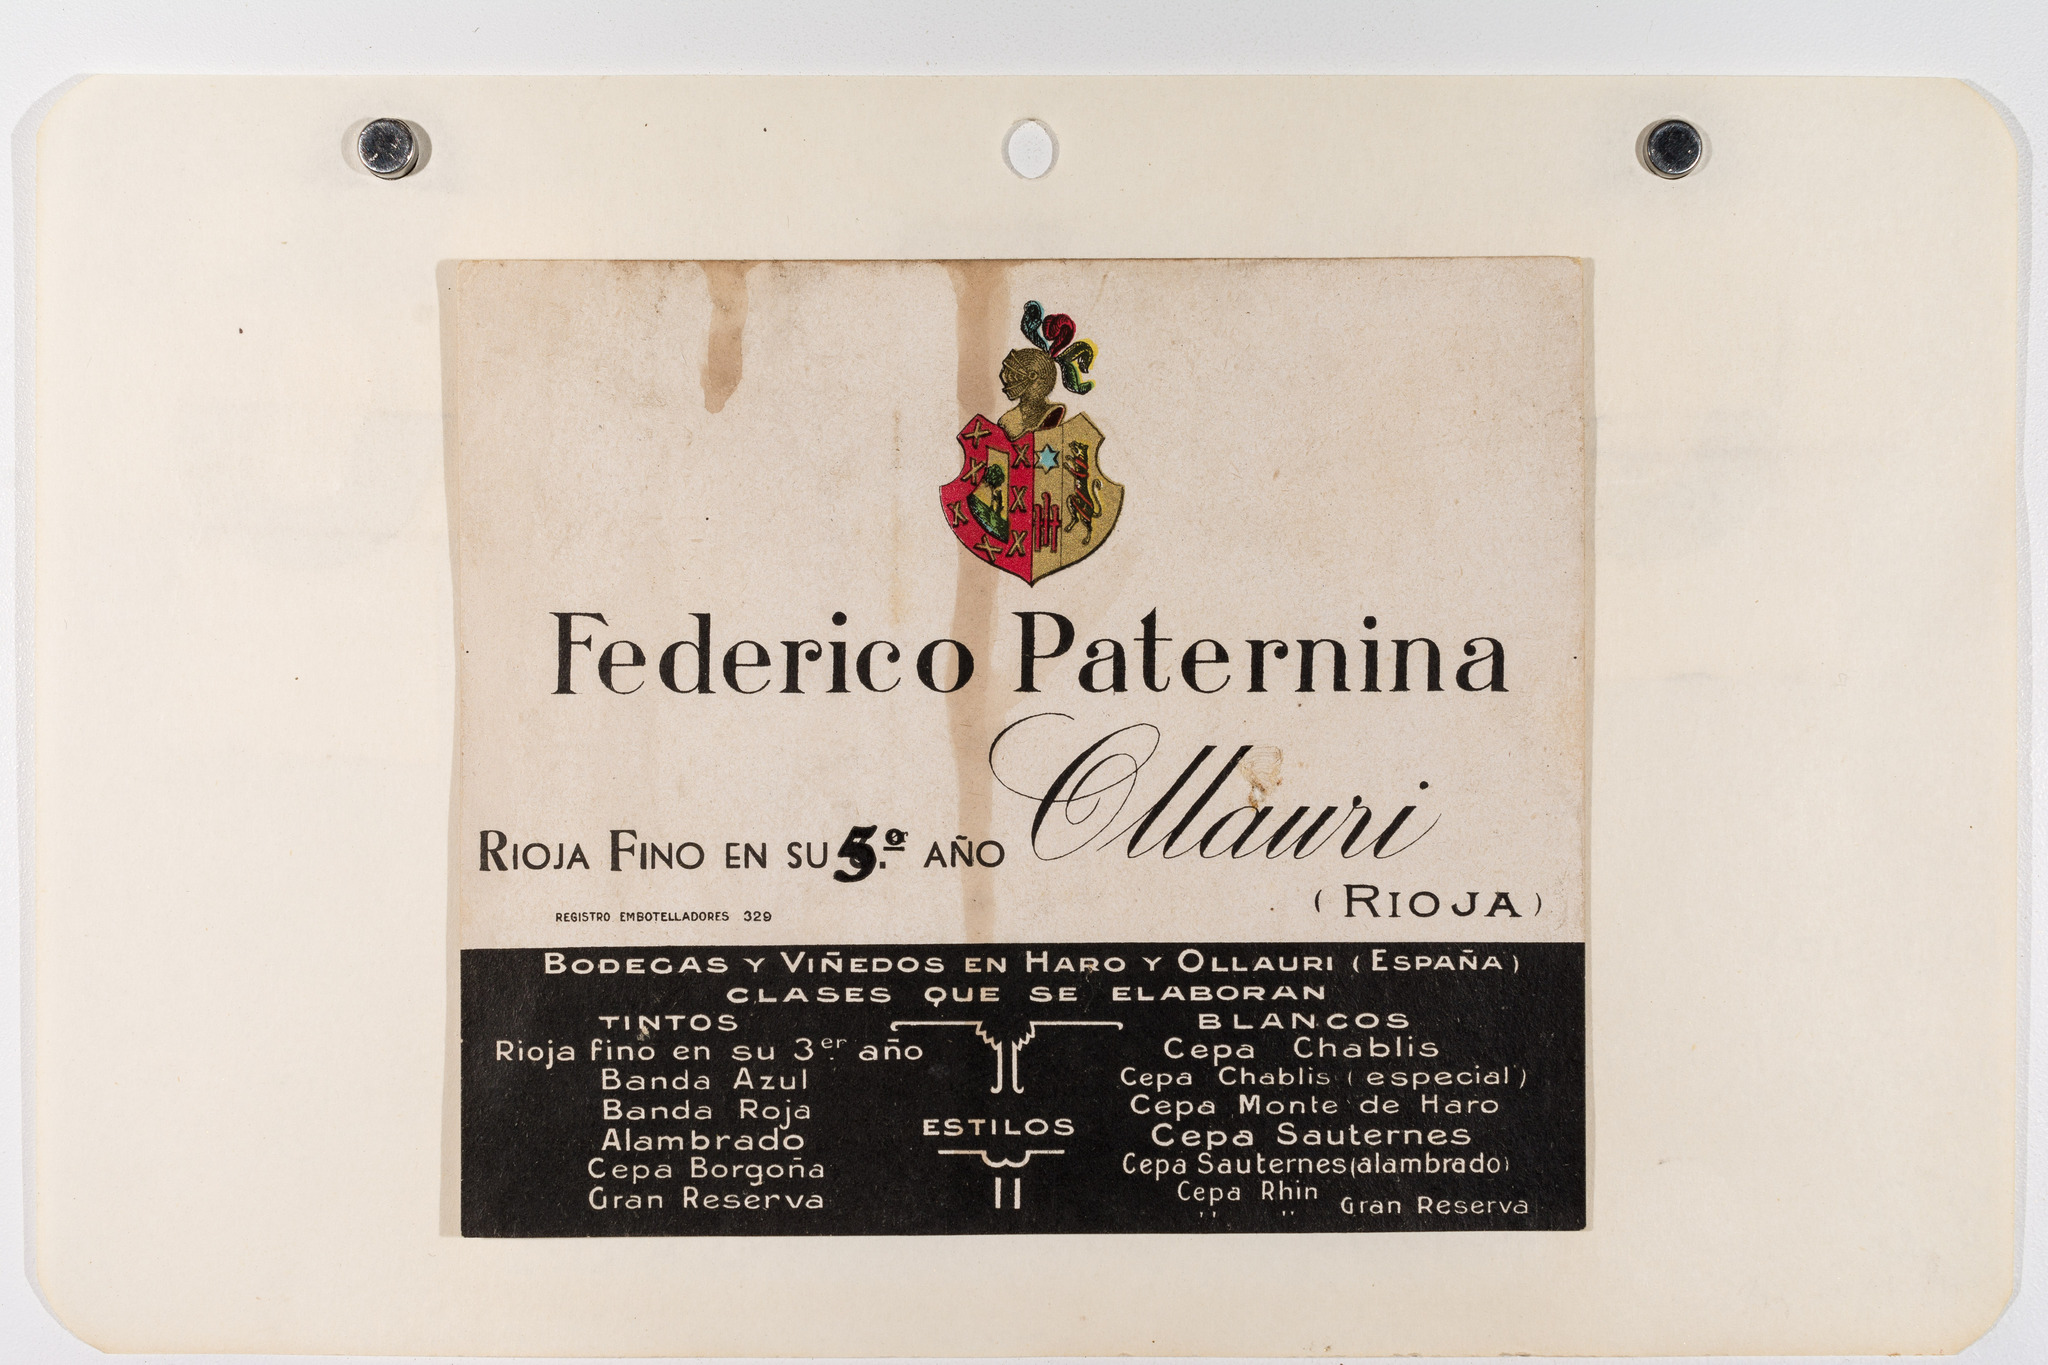 Federico Paternina
Ollauri
RIOJA FINO EN SU 5.º AÑO
(RIOJA)
REGISTRO EMBOTELLADORES 329
BODEGAS Y VIÑEDOS EN HARO Y OLLAURI (ESPAÑA)
CLASES QUE SE ELABORAN
TINTOS
Rioja fino en su 3er año
Banda Azul
Banda Roja
Alambrado
Cepa Borgoña
Gran Reserva
ESTILOS
BLANCOS
Cepa Chablis
Cepa Chablis (especial)
Cepa Monte de Haro
Cepa Sauternes
Cepa Sauternes (alambrado)
Cepa Rhin
" " Gran Reserva